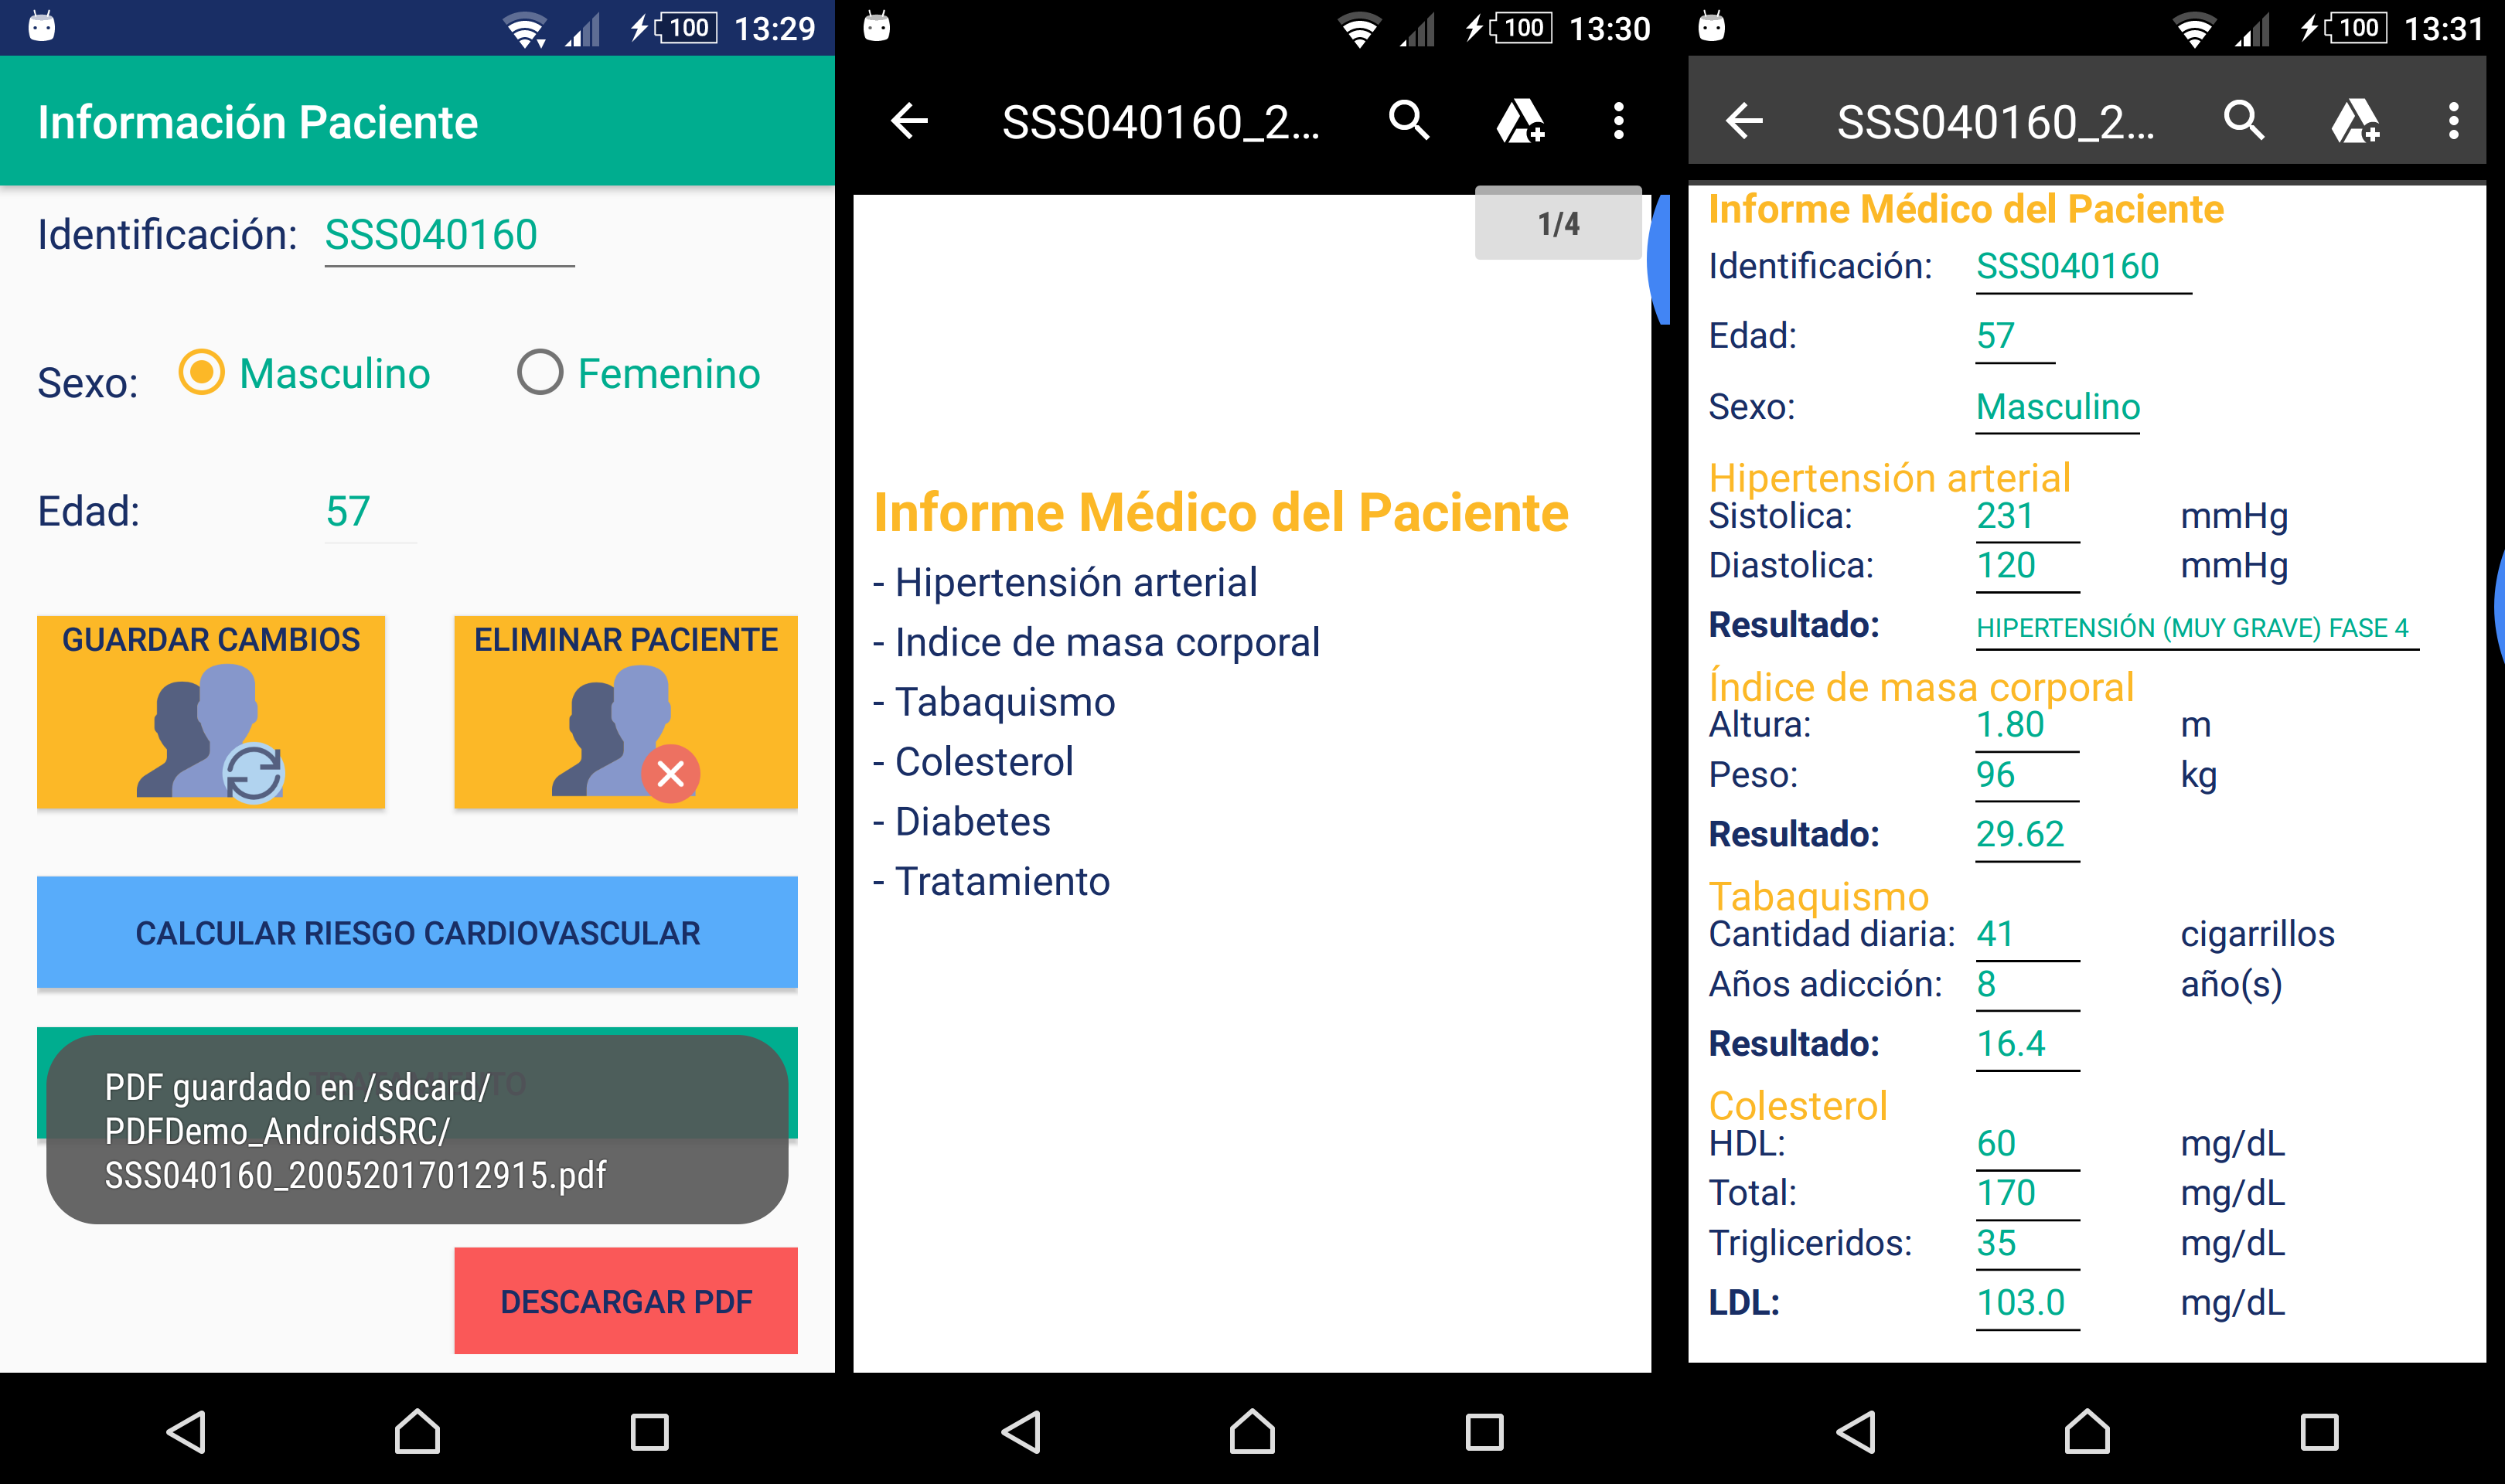 100 13:29
Información Paciente
Identificación: SSS040160
Sexo: Masculino Femenino
Edad: 57
GUARDAR CAMBIOS ELIMINAR PACIENTE
CALCULAR RIESGO CARDIOVASCULAR
PDF guardado en /sdcard/
PDFDemo_AndroidSRC/
SSS040160_20052017012915.pdf
DESCARGAR PDF
100 13:30
SSS040160_2...
1/4
Informe Médico del Paciente
- Hipertensión arterial
- Indice de masa corporal
- Tabaquismo
- Colesterol
- Diabetes
- Tratamiento
100 13:31
SSS040160_2...
Informe Médico del Paciente
Identificación: SSS040160
Edad: 57
Sexo: Masculino
Hipertensión arterial
Sistolica: 231 mmHg
Diastolica: 120 mmHg
Resultado: HIPERTENSIÓN (MUY GRAVE) FASE 4
Índice de masa corporal
Altura: 1.80 m
Peso: 96 kg
Resultado: 29.62
Tabaquismo
Cantidad diaria: 41 cigarrillos
Años adicción: 8 año(s)
Resultado: 16.4
Colesterol
HDL: 60 mg/dL
Total: 170 mg/dL
Trigliceridos: 35 mg/dL
LDL: 103.0 mg/dL